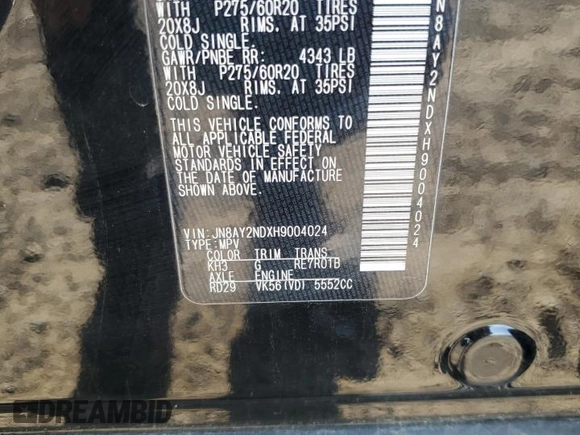 WITH P275/60R20 TIRES
20X8J RIMS. AT 35PSI
COLD SINGLE.
GAWR/PNBE RR: 4343 LB
WITH P275/60R20 TIRES
20X8J RIMS. AT 35PSI
COLD SINGLE.
THIS VEHICLE CONFORMS TO
ALL APPLICABLE FEDERAL
MOTOR VEHICLE SAFETY
STANDARDS IN EFFECT ON
THE DATE OF MANUFACTURE
SHOWN ABOVE.
VIN: JN8AY2NDXH9004024
TYPE: MPV
COLOR TRIM TRANS
KH3 G RE7R01B
AXLE ENGINE
RD29 VK56(VD) 5552CC
N8AY2NDXH9004024
DREAMBID